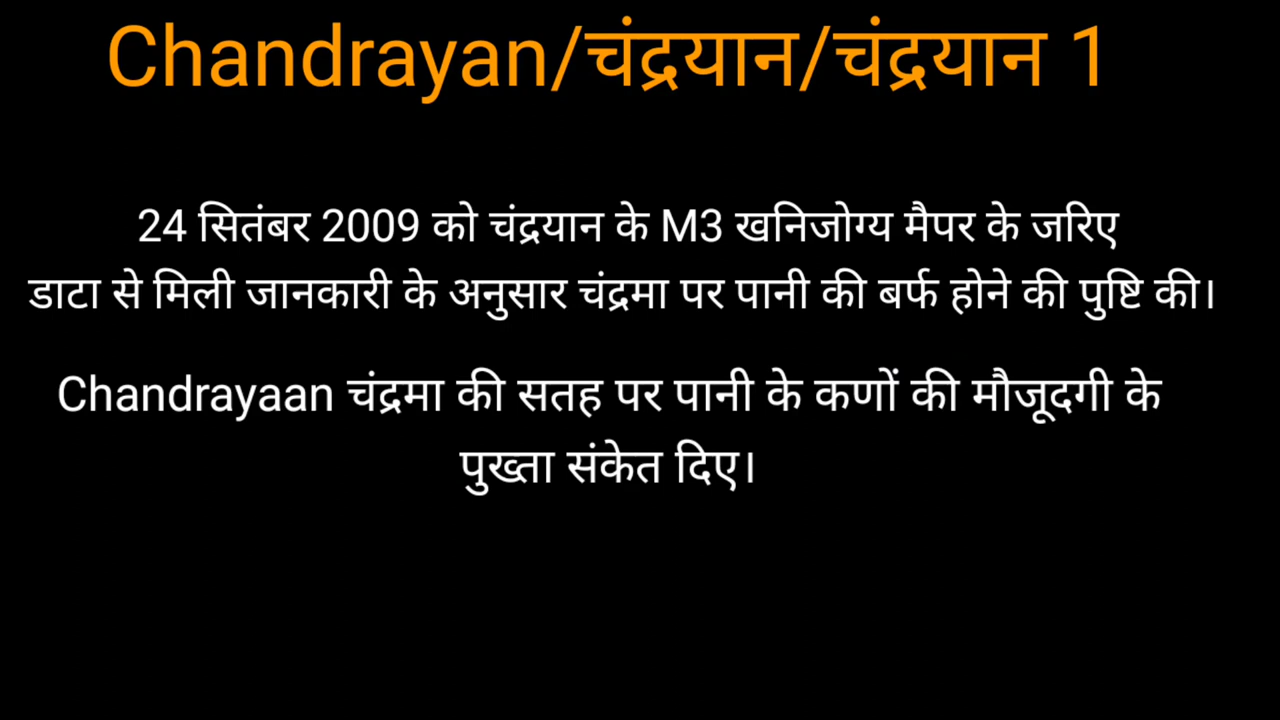 Chandrayan/चंद्रयान/चंद्रयान 1
24 सितंबर 2009 को चंद्रयान के M3 खनिजोग्य मैपर के जरिए
डाटा से मिली जानकारी के अनुसार चंद्रमा पर पानी की बर्फ होने की पुष्टि की।
Chandrayaan चंद्रमा की सतह पर पानी के कणों की मौजूदगी के
पुख्ता संकेत दिए।